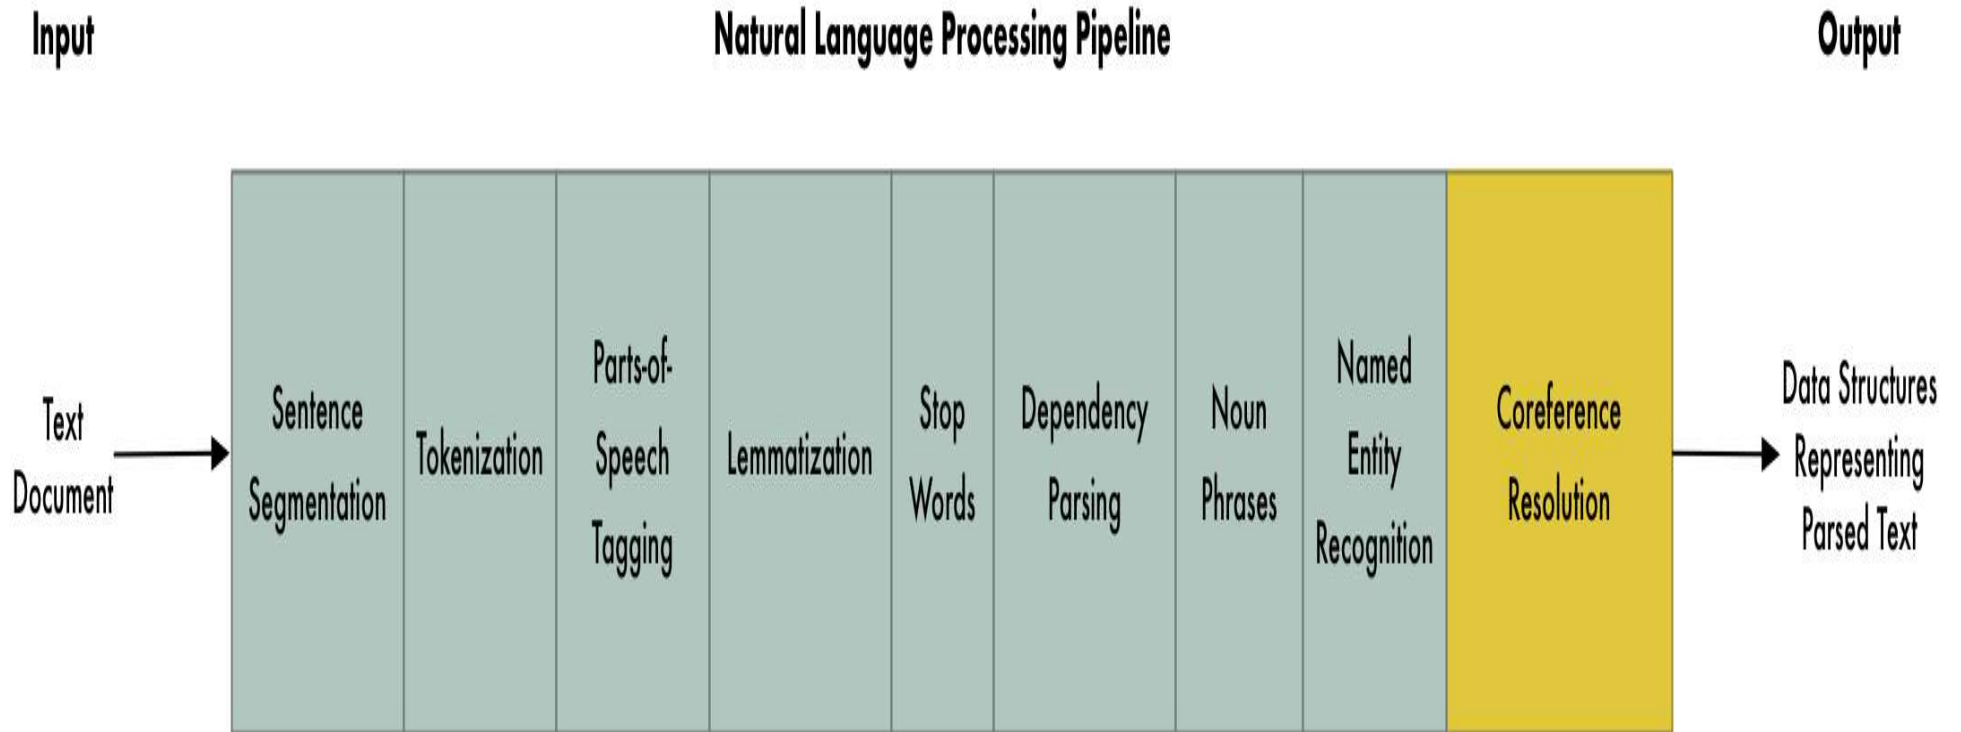 Input
Natural Language Processing Pipeline
Output
Text
Document
Sentence
Segmentation
Tokenization
Parts-of-
Speech
Tagging
Lemmatization
Stop
Words
Dependency
Parsing
Noun
Phrases
Named
Entity
Recognition
Coreference
Resolution
Data Structures
Representing
Parsed Text